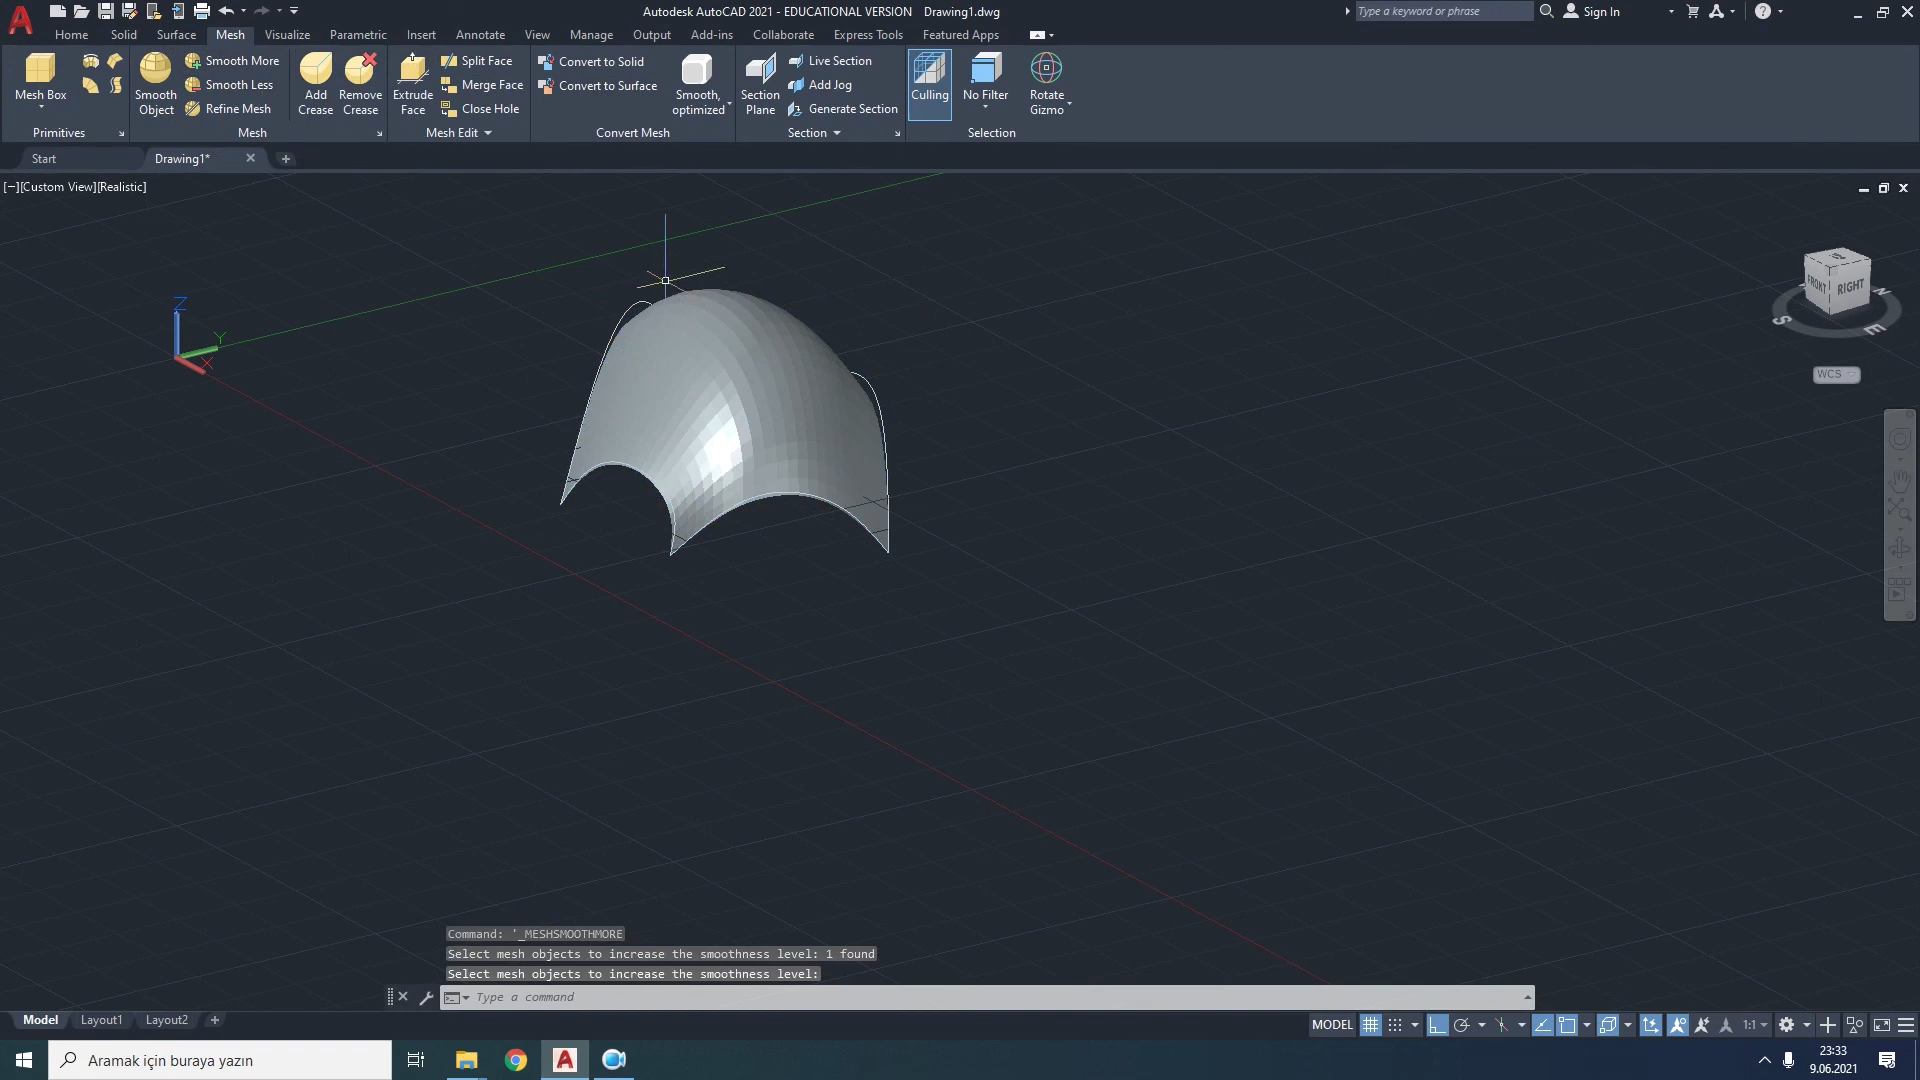 Autodesk AutoCAD 2021 - EDUCATIONAL VERSION Drawing1.dwg
Type a keyword or phrase
Sign In
Home Solid Surface Mesh Visualize Parametric Insert Annotate View Manage Output Add-ins Collaborate Express Tools Featured Apps
Mesh Box
Smooth Object
Smooth More
Smooth Less
Refine Mesh
Add Crease
Remove Crease
Extrude Face
Split Face
Merge Face
Close Hole
Convert to Solid
Convert to Surface
Smooth, optimized
Section Plane
Live Section
Add Jog
Generate Section
Culling
No Filter
Rotate Gizmo
Primitives Mesh Mesh Edit Convert Mesh Section Selection
Start Drawing1*
[−][Custom View][Realistic]
Z
Y
X
FRONT RIGHT
S E N
WCS
Command: '_MESHSMOOTHMORE
Select mesh objects to increase the smoothness level: 1 found
Select mesh objects to increase the smoothness level:
Type a command
Model Layout1 Layout2
MODEL 1:1
Aramak için buraya yazın
23:33
9.06.2021